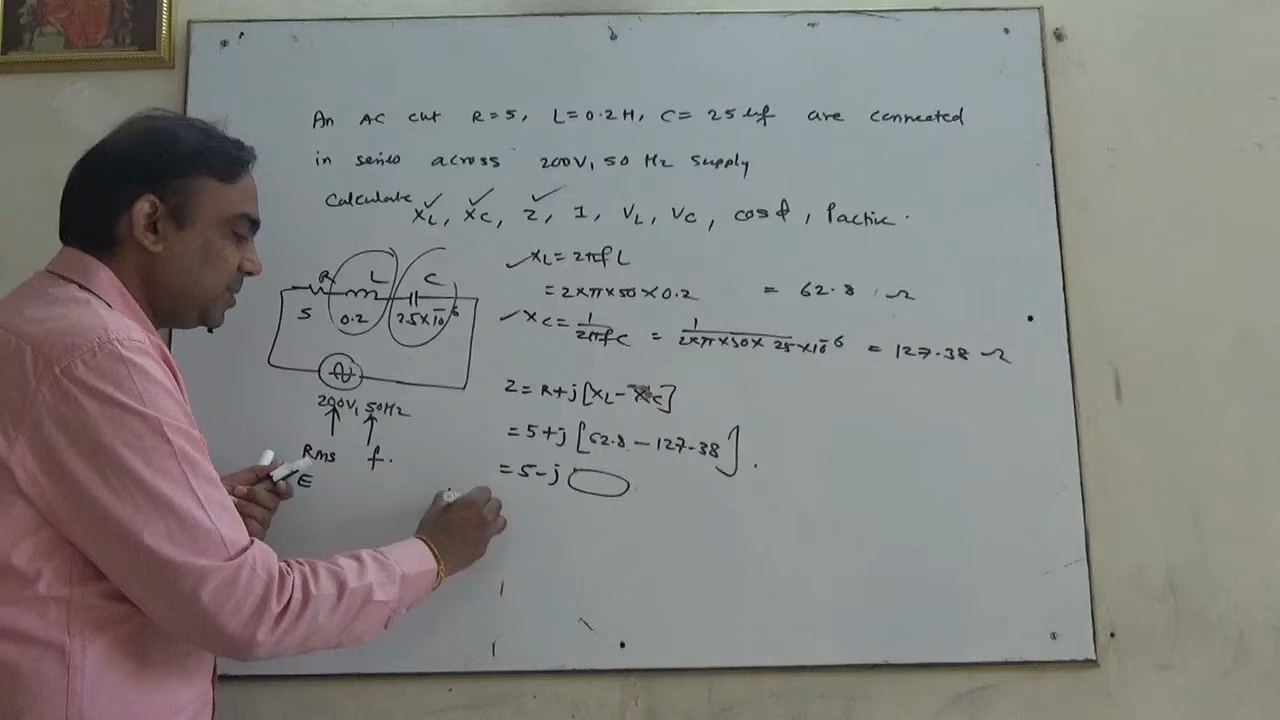 An AC cut R=5, L=0.2H, C= 25 μf are connected
in series across 200V, 50 Hz supply
Calculate XL, XC, Z, I, VL, VC, cosφ, Pactive.
R L C
5 0.2 25×10⁻⁶
200V, 50HZ
Rms f.
E
XL= 2πfL
=2×π×50×0.2 = 62.8 Ω
XC= 1/2πfC = 1/2×π×50×25×10⁻⁶ = 127.38 Ω
Z= R+j[XL-XC]
=5+j[62.8-127.38].
=5-j